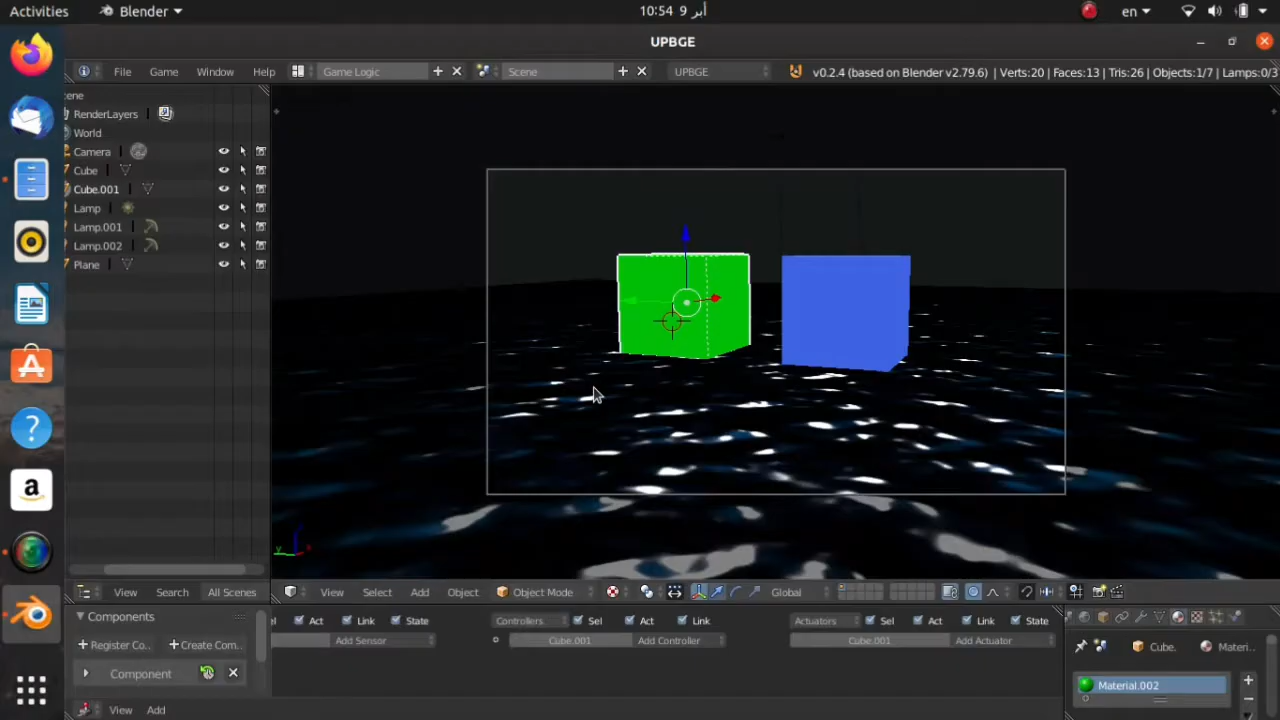 Activities Blender 10:54 9 أبر en
UPBGE
File Game Window Help Game Logic Scene UPBGE v0.2.4 (based on Blender v2.79.6) | Verts:20 | Faces:13 | Tris:26 | Objects:1/7 | Lamps:0/3
cene
RenderLayers
World
Camera
Cube
Cube.001
Lamp
Lamp.001
Lamp.002
Plane
a
View Search All Scenes View Select Add Object Object Mode Global
Components
el Act Link State Controllers Sel Act Link Actuators Sel Act Link State
Register Co.. Create Com.. Add Sensor Cube.001 Add Controller Cube.001 Add Actuator
Cube. Materi..
Component
Material.002
View Add